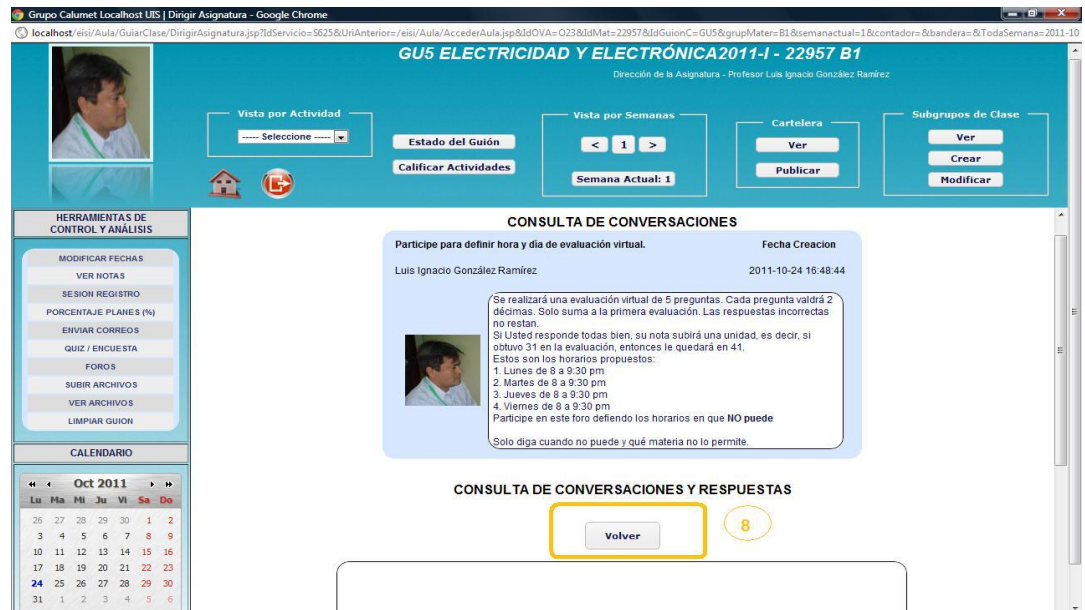 Grupo Calumet Localhost UIS | Dirigir Asignatura - Google Chrome
localhost/eisi/Aula/GuiarClase/DirigirAsignatura.jsp?IdServicio=S625&UriAnterior=/eisi/Aula/AccederAula.jsp&IdOVA=O23&IdMat=22957&IdGuionC=GU5&grupMater=B1&semanactual=1&contador=&bandera=&TodaSemana=2011-10
GU5 ELECTRICIDAD Y ELECTRÓNICA2011-I - 22957 B1
Dirección de la Asignatura - Profesor Luis Ignacio González Ramírez
Vista por Actividad
----- Seleccione -----
Estado del Guión
Calificar Actividades
Vista por Semanas
< 1 >
Semana Actual: 1
Cartelera
Ver
Publicar
Subgrupos de Clase
Ver
Crear
Modificar
HERRAMIENTAS DE
CONTROL Y ANÁLISIS
MODIFICAR FECHAS
VER NOTAS
SESION REGISTRO
PORCENTAJE PLANES (%)
ENVIAR CORREOS
QUIZ / ENCUESTA
FOROS
SUBIR ARCHIVOS
VER ARCHIVOS
LIMPIAR GUION
CALENDARIO
Oct 2011
Lu Ma Mi Ju Vi Sa Do
26 27 28 29 30 1 2
3 4 5 6 7 8 9
10 11 12 13 14 15 16
17 18 19 20 21 22 23
24 25 26 27 28 29 30
31 1 2 3 4 5 6
CONSULTA DE CONVERSACIONES
Participe para definir hora y dia de evaluación virtual. Fecha Creacion
Luis Ignacio González Ramírez 2011-10-24 16:48:44
Se realizará una evaluación virtual de 5 preguntas. Cada pregunta valdrá 2
décimas. Solo suma a la primera evaluación. Las respuestas incorrectas
no restan.
Si Usted responde todas bien, su nota subirá una unidad, es decir, si
obtuvo 31 en la evaluación, entonces le quedará en 41.
Estos son los horarios propuestos:
1. Lunes de 8 a 9:30 pm
2. Martes de 8 a 9:30 pm
3. Jueves de 8 a 9:30 pm
4. Viernes de 8 a 9:30 pm
Participe en este foro defiendo los horarios en que NO puede
Solo diga cuando no puede y qué materia no lo permite.
CONSULTA DE CONVERSACIONES Y RESPUESTAS
Volver
8